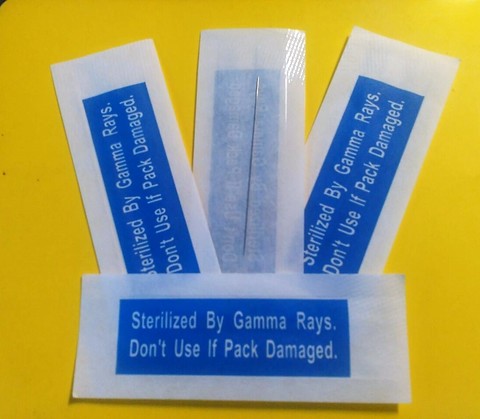 Sterilized By Gamma Rays.
Don't Use If Pack Damaged.
Sterilized By Gamma Rays.
Don't Use If Pack Damaged.
Sterilized By Gamma Rays.
Don't Use If Pack Damaged.